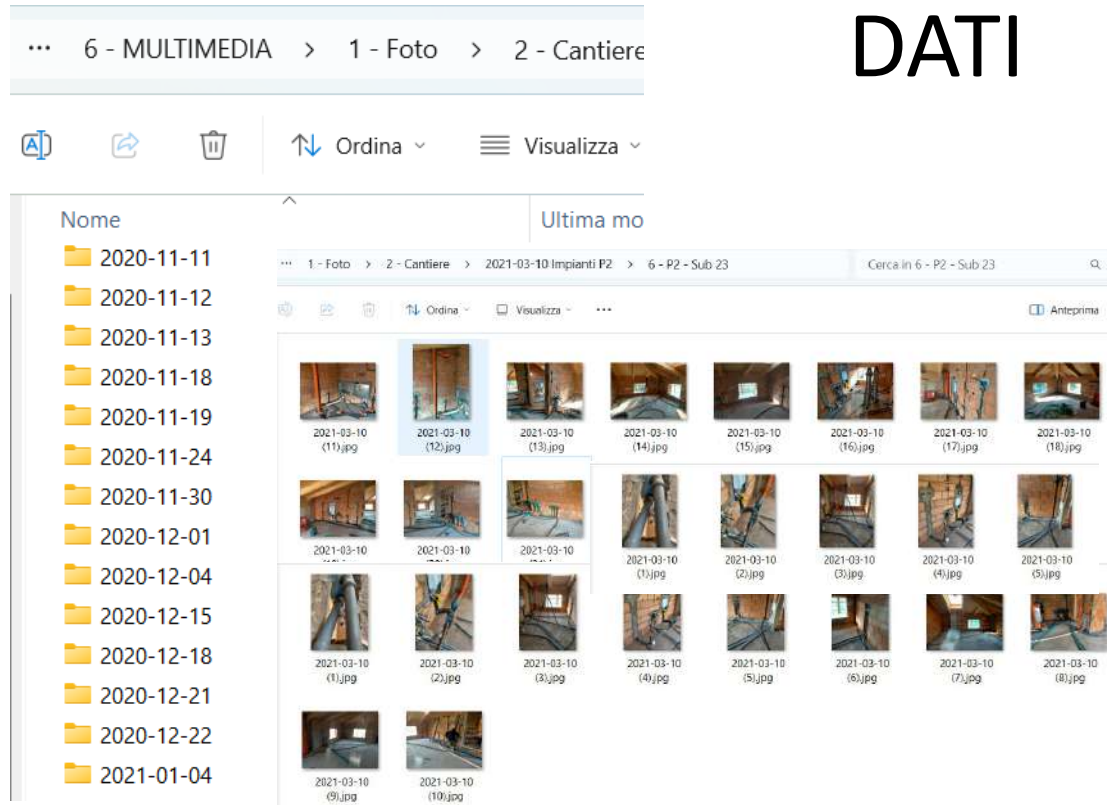 DATI
··· 6 - MULTIMEDIA > 1 - Foto > 2 - Cantiere
Ordina
Visualizza
Nome
Ultima mo
2020-11-11
2020-11-12
2020-11-13
2020-11-18
2020-11-19
2020-11-24
2020-11-30
2020-12-01
2020-12-04
2020-12-15
2020-12-18
2020-12-21
2020-12-22
2021-01-04
··· 1 - Foto > 2 - Cantiere > 2021-03-10 Impianti P2 > 6 - P2 - Sub 23
Cerca in 6 - P2 - Sub 23
Ordina
Visualizza
···
Anteprima
2021-03-10 (11).jpg
2021-03-10 (12).jpg
2021-03-10 (13).jpg
2021-03-10 (14).jpg
2021-03-10 (15).jpg
2021-03-10 (16).jpg
2021-03-10 (17).jpg
2021-03-10 (18).jpg
2021-03-10
2021-03-10
2021-03-10
2021-03-10 (1).jpg
2021-03-10 (2).jpg
2021-03-10 (3).jpg
2021-03-10 (4).jpg
2021-03-10 (5).jpg
2021-03-10 (1).jpg
2021-03-10 (2).jpg
2021-03-10 (3).jpg
2021-03-10 (4).jpg
2021-03-10 (5).jpg
2021-03-10 (6).jpg
2021-03-10 (7).jpg
2021-03-10 (8).jpg
2021-03-10 (9).jpg
2021-03-10 (10).jpg